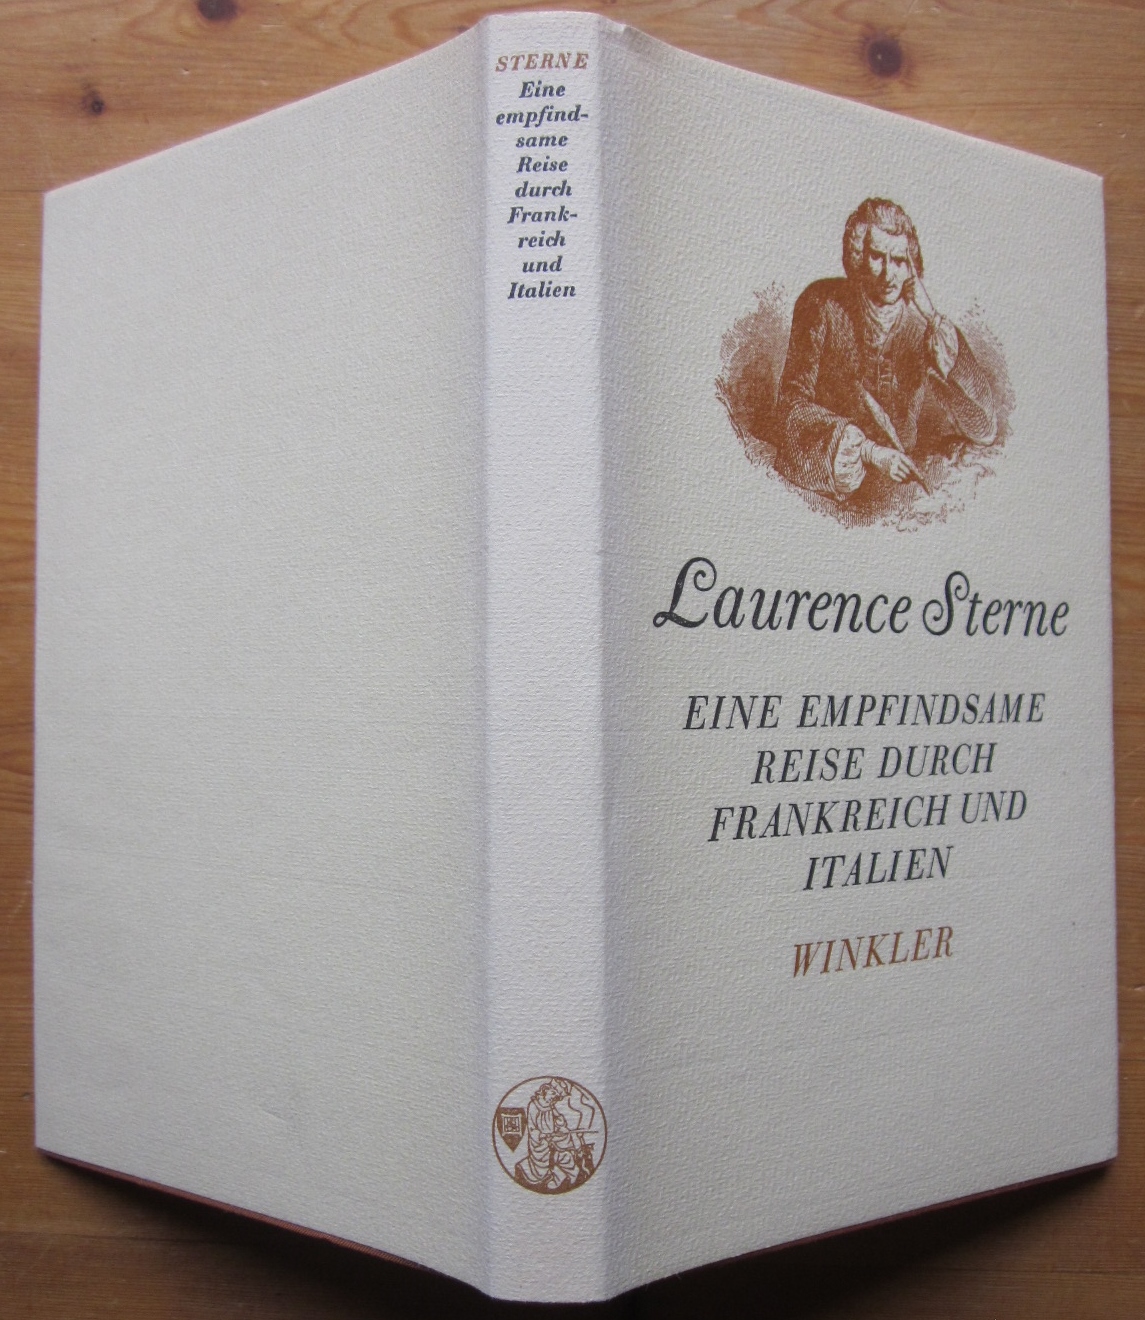 STERNE
Eine
empfind-
same
Reise
durch
Frank-
reich
und
Italien
Laurence Sterne
EINE EMPFINDSAME
REISE DURCH
FRANKREICH UND
ITALIEN
WINKLER